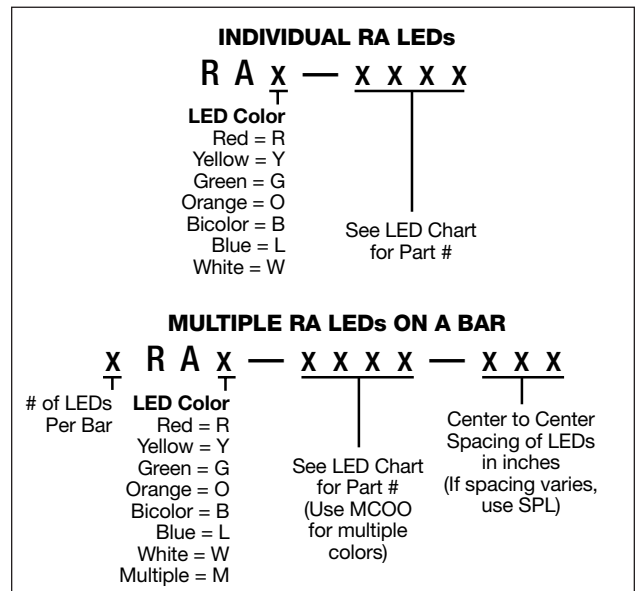 INDIVIDUAL RA LEDs
R A x — x x x x
LED Color
Red = R
Yellow = Y
Green = G
Orange = O
Bicolor = B
Blue = L
White = W
See LED Chart
for Part #
MULTIPLE RA LEDs ON A BAR
x R A x — x x x x — x x x
# of LEDs
Per Bar
LED Color
Red = R
Yellow = Y
Green = G
Orange = O
Bicolor = B
Blue = L
White = W
Multiple = M
See LED Chart
for Part #
(Use MCOO
for multiple
colors)
Center to Center
Spacing of LEDs
in inches
(If spacing varies,
use SPL)